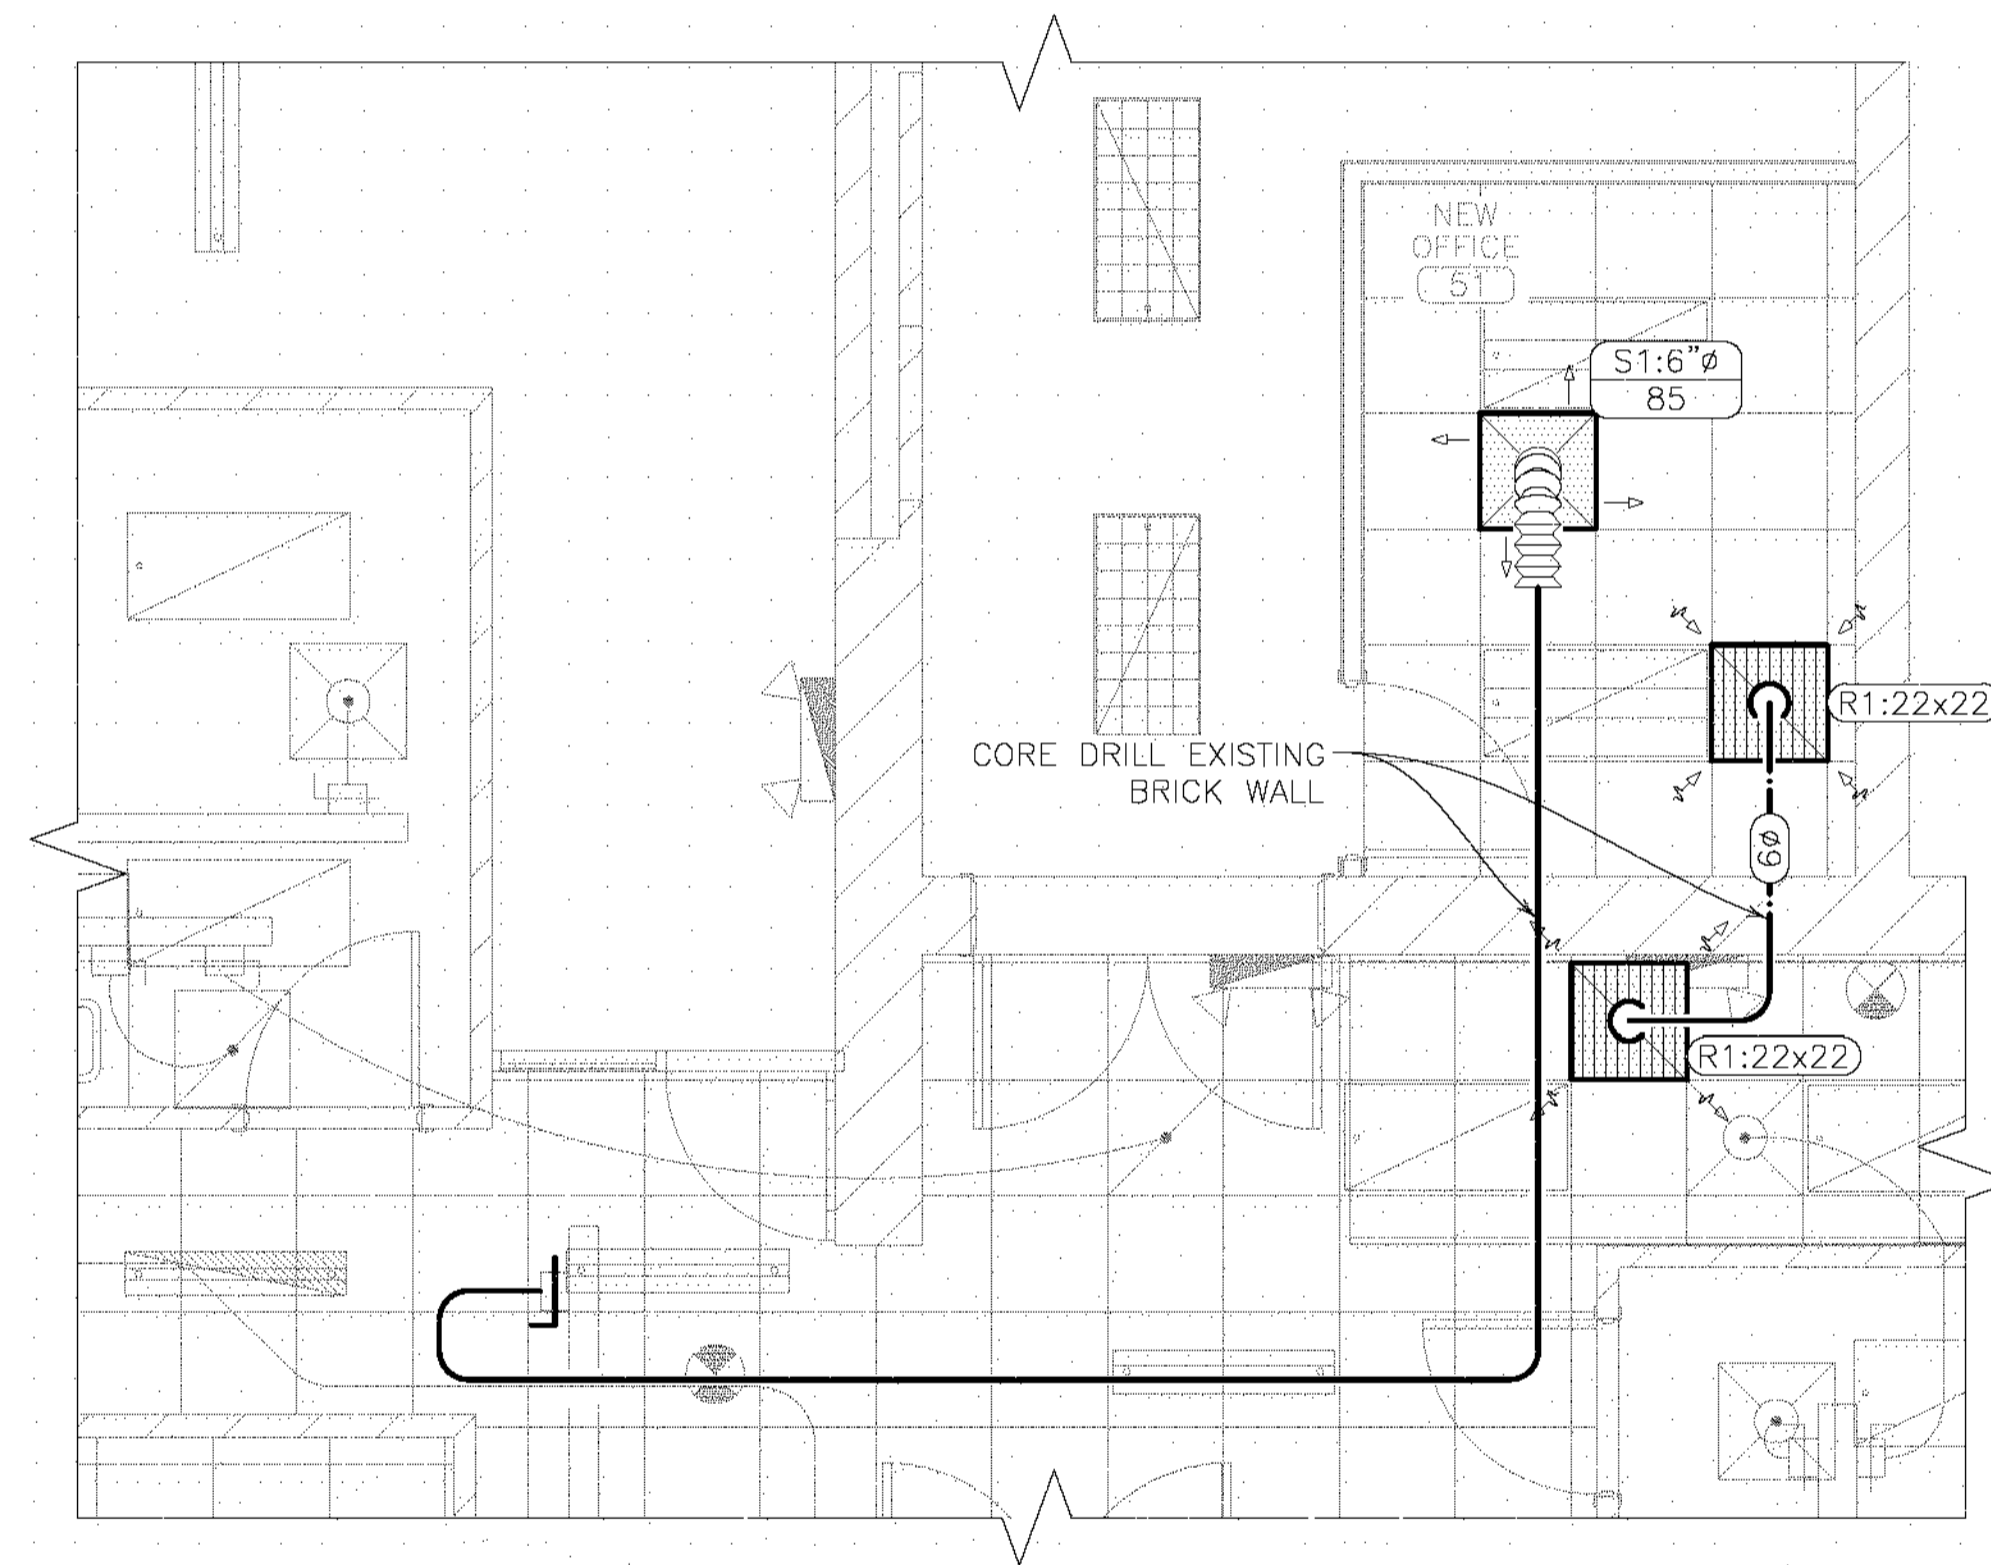 NEW
OFFICE
51
S1:6"ø
85
R1:22x22
CORE DRILL EXISTING
BRICK WALL
6ø
R1:22x22